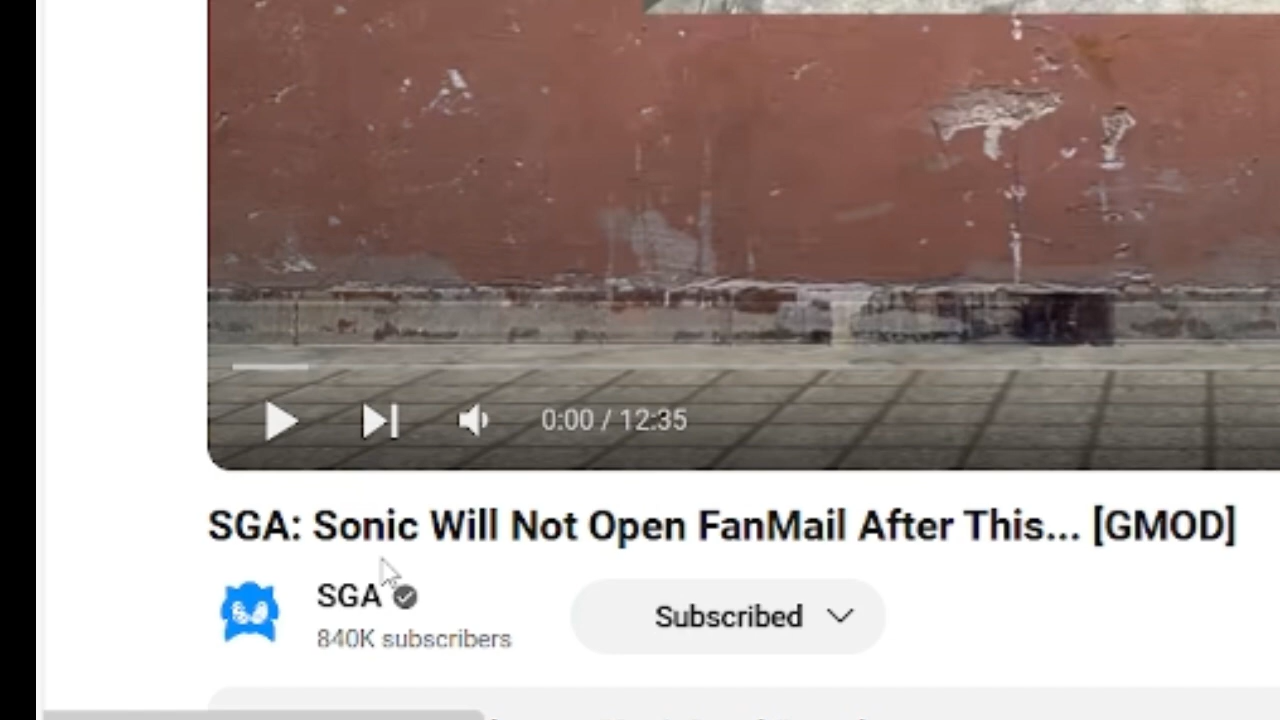 0:00 / 12:35
SGA: Sonic Will Not Open FanMail After This... [GMOD]
SGA
840K subscribers
Subscribed